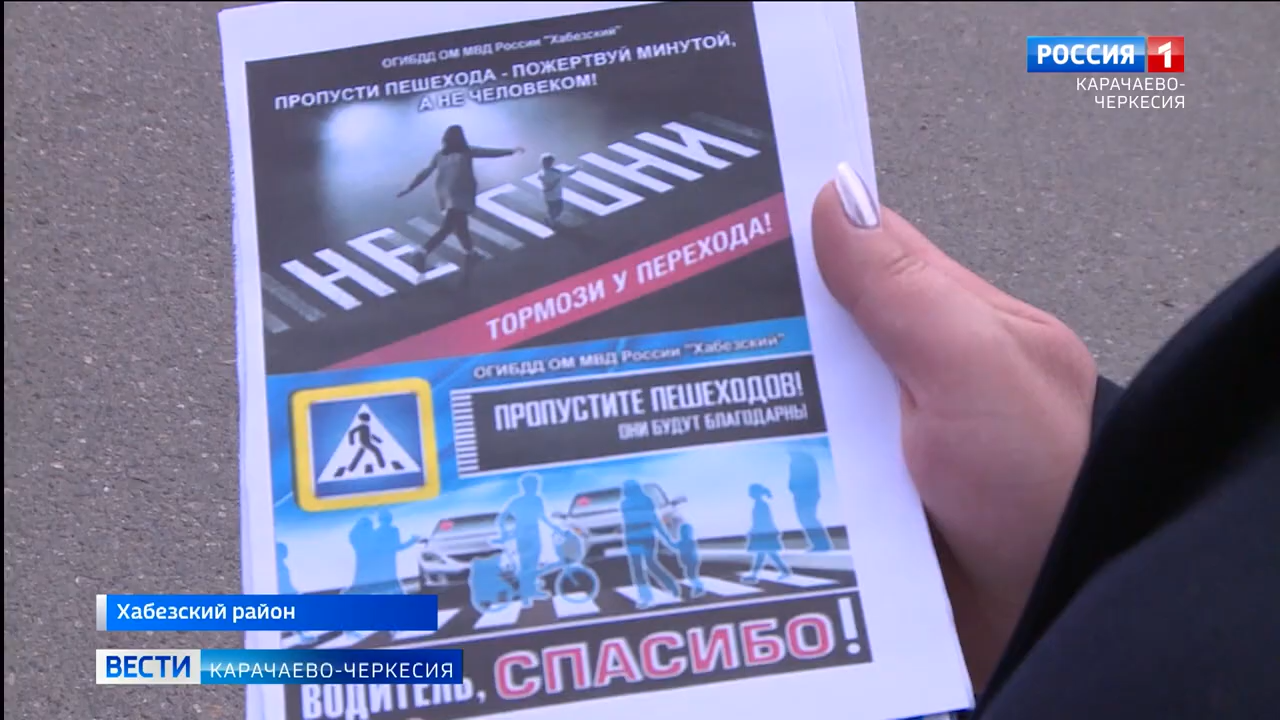 ОГИБДД ОМ МВД России "Хабезский"
ПРОПУСТИ ПЕШЕХОДА - ПОЖЕРТВУЙ МИНУТОЙ,
А НЕ ЧЕЛОВЕКОМ!
НЕ ГОНИ
ТОРМОЗИ У ПЕРЕХОДА!
ОГИБДД ОМ МВД России "Хабезский"
ПРОПУСТИТЕ ПЕШЕХОДОВ!
ОНИ БУДУТ БЛАГОДАРНЫ
ВОДИТЕЛЬ, СПАСИБО!
РОССИЯ 1
КАРАЧАЕВО-
ЧЕРКЕСИЯ
Хабезский район
ВЕСТИ КАРАЧАЕВО-ЧЕРКЕСИЯ